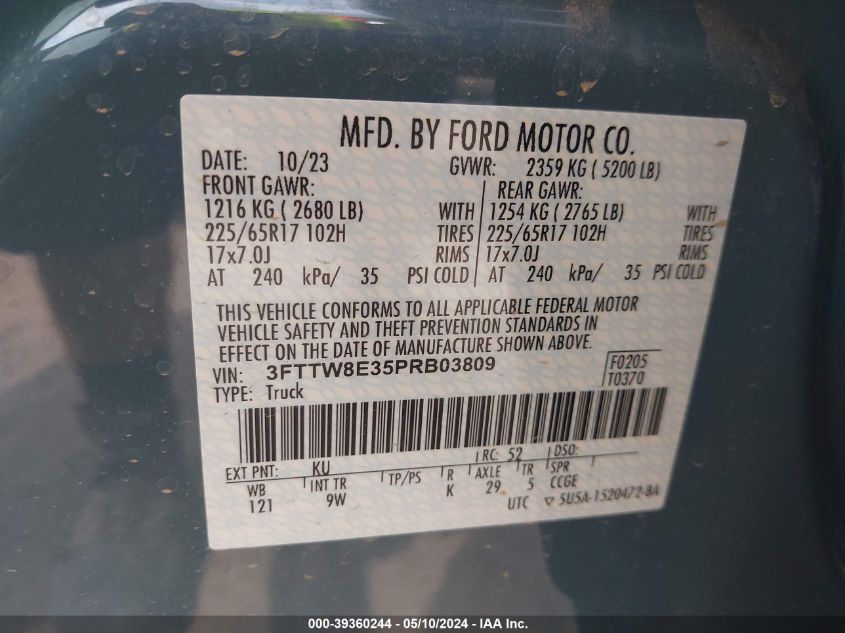 MFD. BY FORD MOTOR CO.
DATE: 10/23 GVWR: 2359 KG ( 5200 LB)
FRONT GAWR: REAR GAWR:
1216 KG ( 2680 LB) WITH 1254 KG ( 2765 LB) WITH
225/65R17 102H TIRES 225/65R17 102H TIRES
17x7.0J RIMS 17x7.0J RIMS
AT 240 kPa/ 35 PSI COLD AT 240 kPa/ 35 PSI COLD
THIS VEHICLE CONFORMS TO ALL APPLICABLE FEDERAL MOTOR
VEHICLE SAFETY AND THEFT PREVENTION STANDARDS IN
EFFECT ON THE DATE OF MANUFACTURE SHOWN ABOVE.
VIN: 3FTTW8E35PRB03809 F0205
TYPE: Truck T0370
EXT PNT: KU RC: 52 DSO:
WB INT TR TP/PS R AXLE TR SPR
121 9W K 29 5 CCGE
UTC ▽ 5U5A-1520472-BA
000-39360244 - 05/10/2024 - IAA Inc.